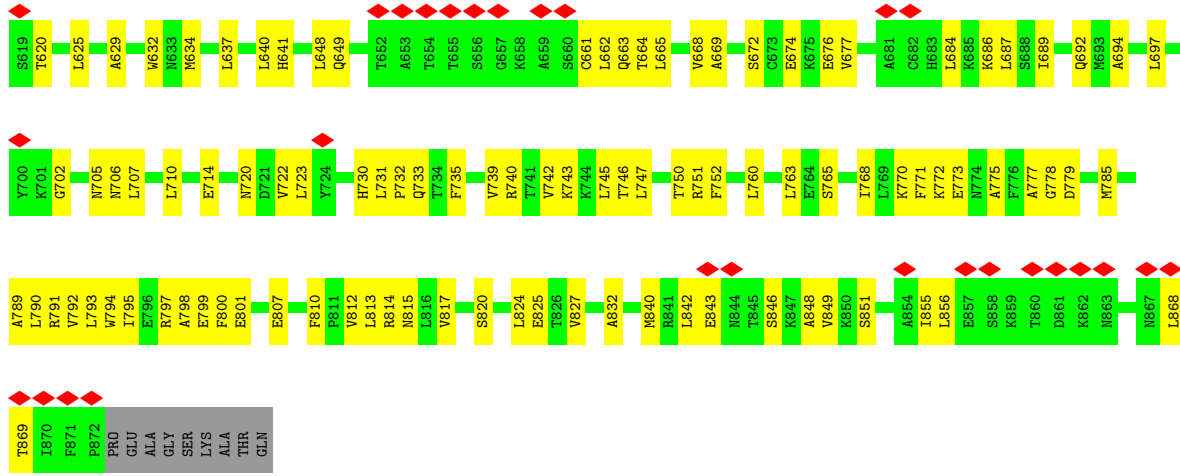 S619 T620 L625 A629 W632 N633 M634 L637 L640 H641 L648 Q649 T652 A653 T654 T655 S656 G657 K658 A659 S660 C661 L662 Q663 T664 L665 V668 A669 S672 C673 E674 K675 E676 V677 A681 C682 H683 L684 K685 K686 L687 S688 I689 Q692 M693 A694 L697
Y700 K701 G702 N705 N706 L707 L710 E714 N720 D721 V722 L723 Y724 H730 L731 P732 Q733 T734 F735 V739 R740 T741 V742 K743 K744 L745 T746 L747 T750 R751 F752 L760 L763 E764 S765 I768 L769 K770 F771 K772 E773 N774 A775 F776 A777 G778 D779 M785
A789 L790 R791 V792 L793 W794 I795 E796 R797 A798 E799 F800 E801 E807 F810 P811 V812 L813 R814 N815 L816 V817 S820 L824 E825 T826 V827 A832 M840 R841 L842 E843 N844 T845 S846 K847 A848 V849 K850 S851 A854 I855 L856 E857 S858 K859 T860 D861 K862 N863 N867 L868
T869 I870 F871 P872 PRO GLU ALA GLY SER LYS ALA THR GLN